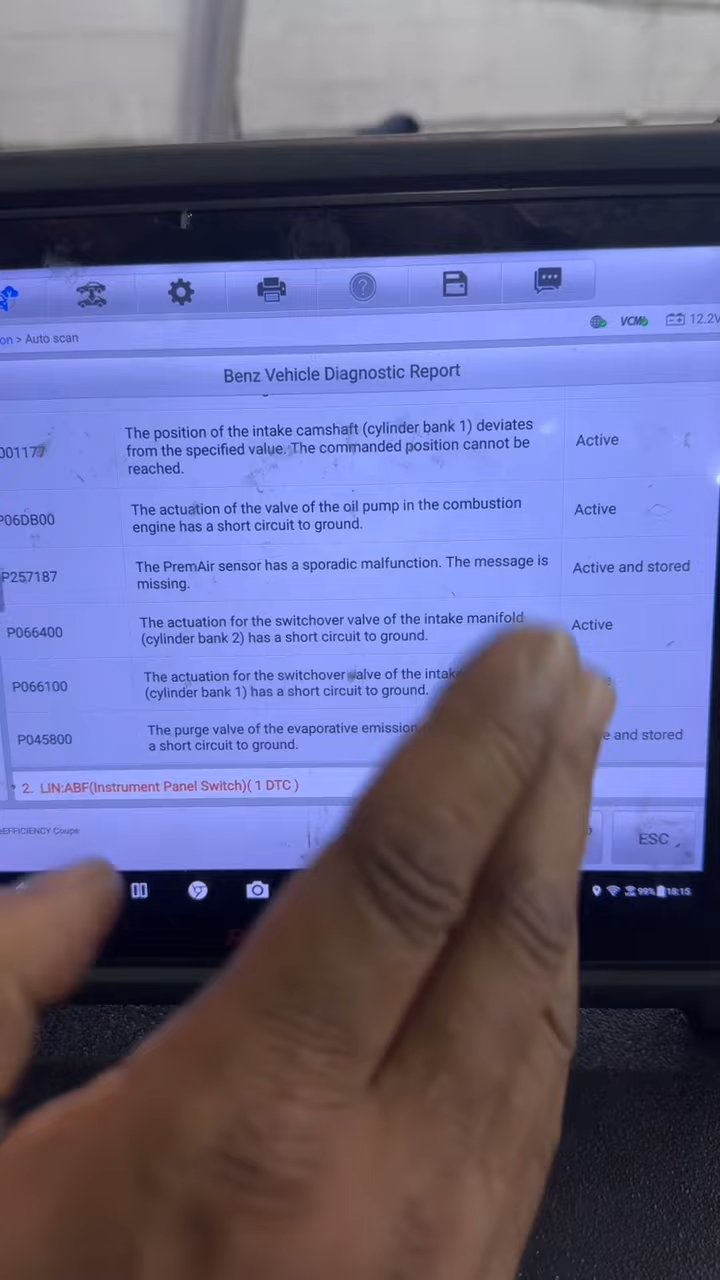 VCM
12.2V
on > Auto scan
Benz Vehicle Diagnostic Report
001177
The position of the intake camshaft (cylinder bank 1) deviates
from the specified value. The commanded position cannot be
reached.
Active
P06DB00
The actuation of the valve of the oil pump in the combustion
engine has a short circuit to ground.
Active
P257187
The PremAir sensor has a sporadic malfunction. The message is
missing.
Active and stored
P066400
The actuation for the switchover valve of the intake manifold
(cylinder bank 2) has a short circuit to ground.
Active
P066100
The actuation for the switchover valve of the intak
(cylinder bank 1) has a short circuit to ground.
P045800
The purge valve of the evaporative emission
a short circuit to ground.
e and stored
2. LIN:ABF(Instrument Panel Switch)( 1 DTC )
EFFICIENCY Coupe
ESC
99% 18:15